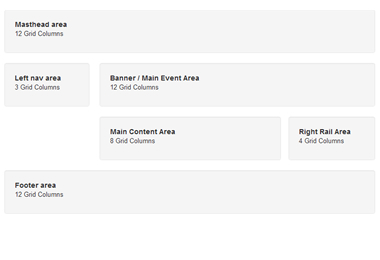 Masthead area
12 Grid Columns
Left nav area
3 Grid Columns
Banner / Main Event Area
12 Grid Columns
Main Content Area
8 Grid Columns
Right Rail Area
4 Grid Columns
Footer area
12 Grid Columns